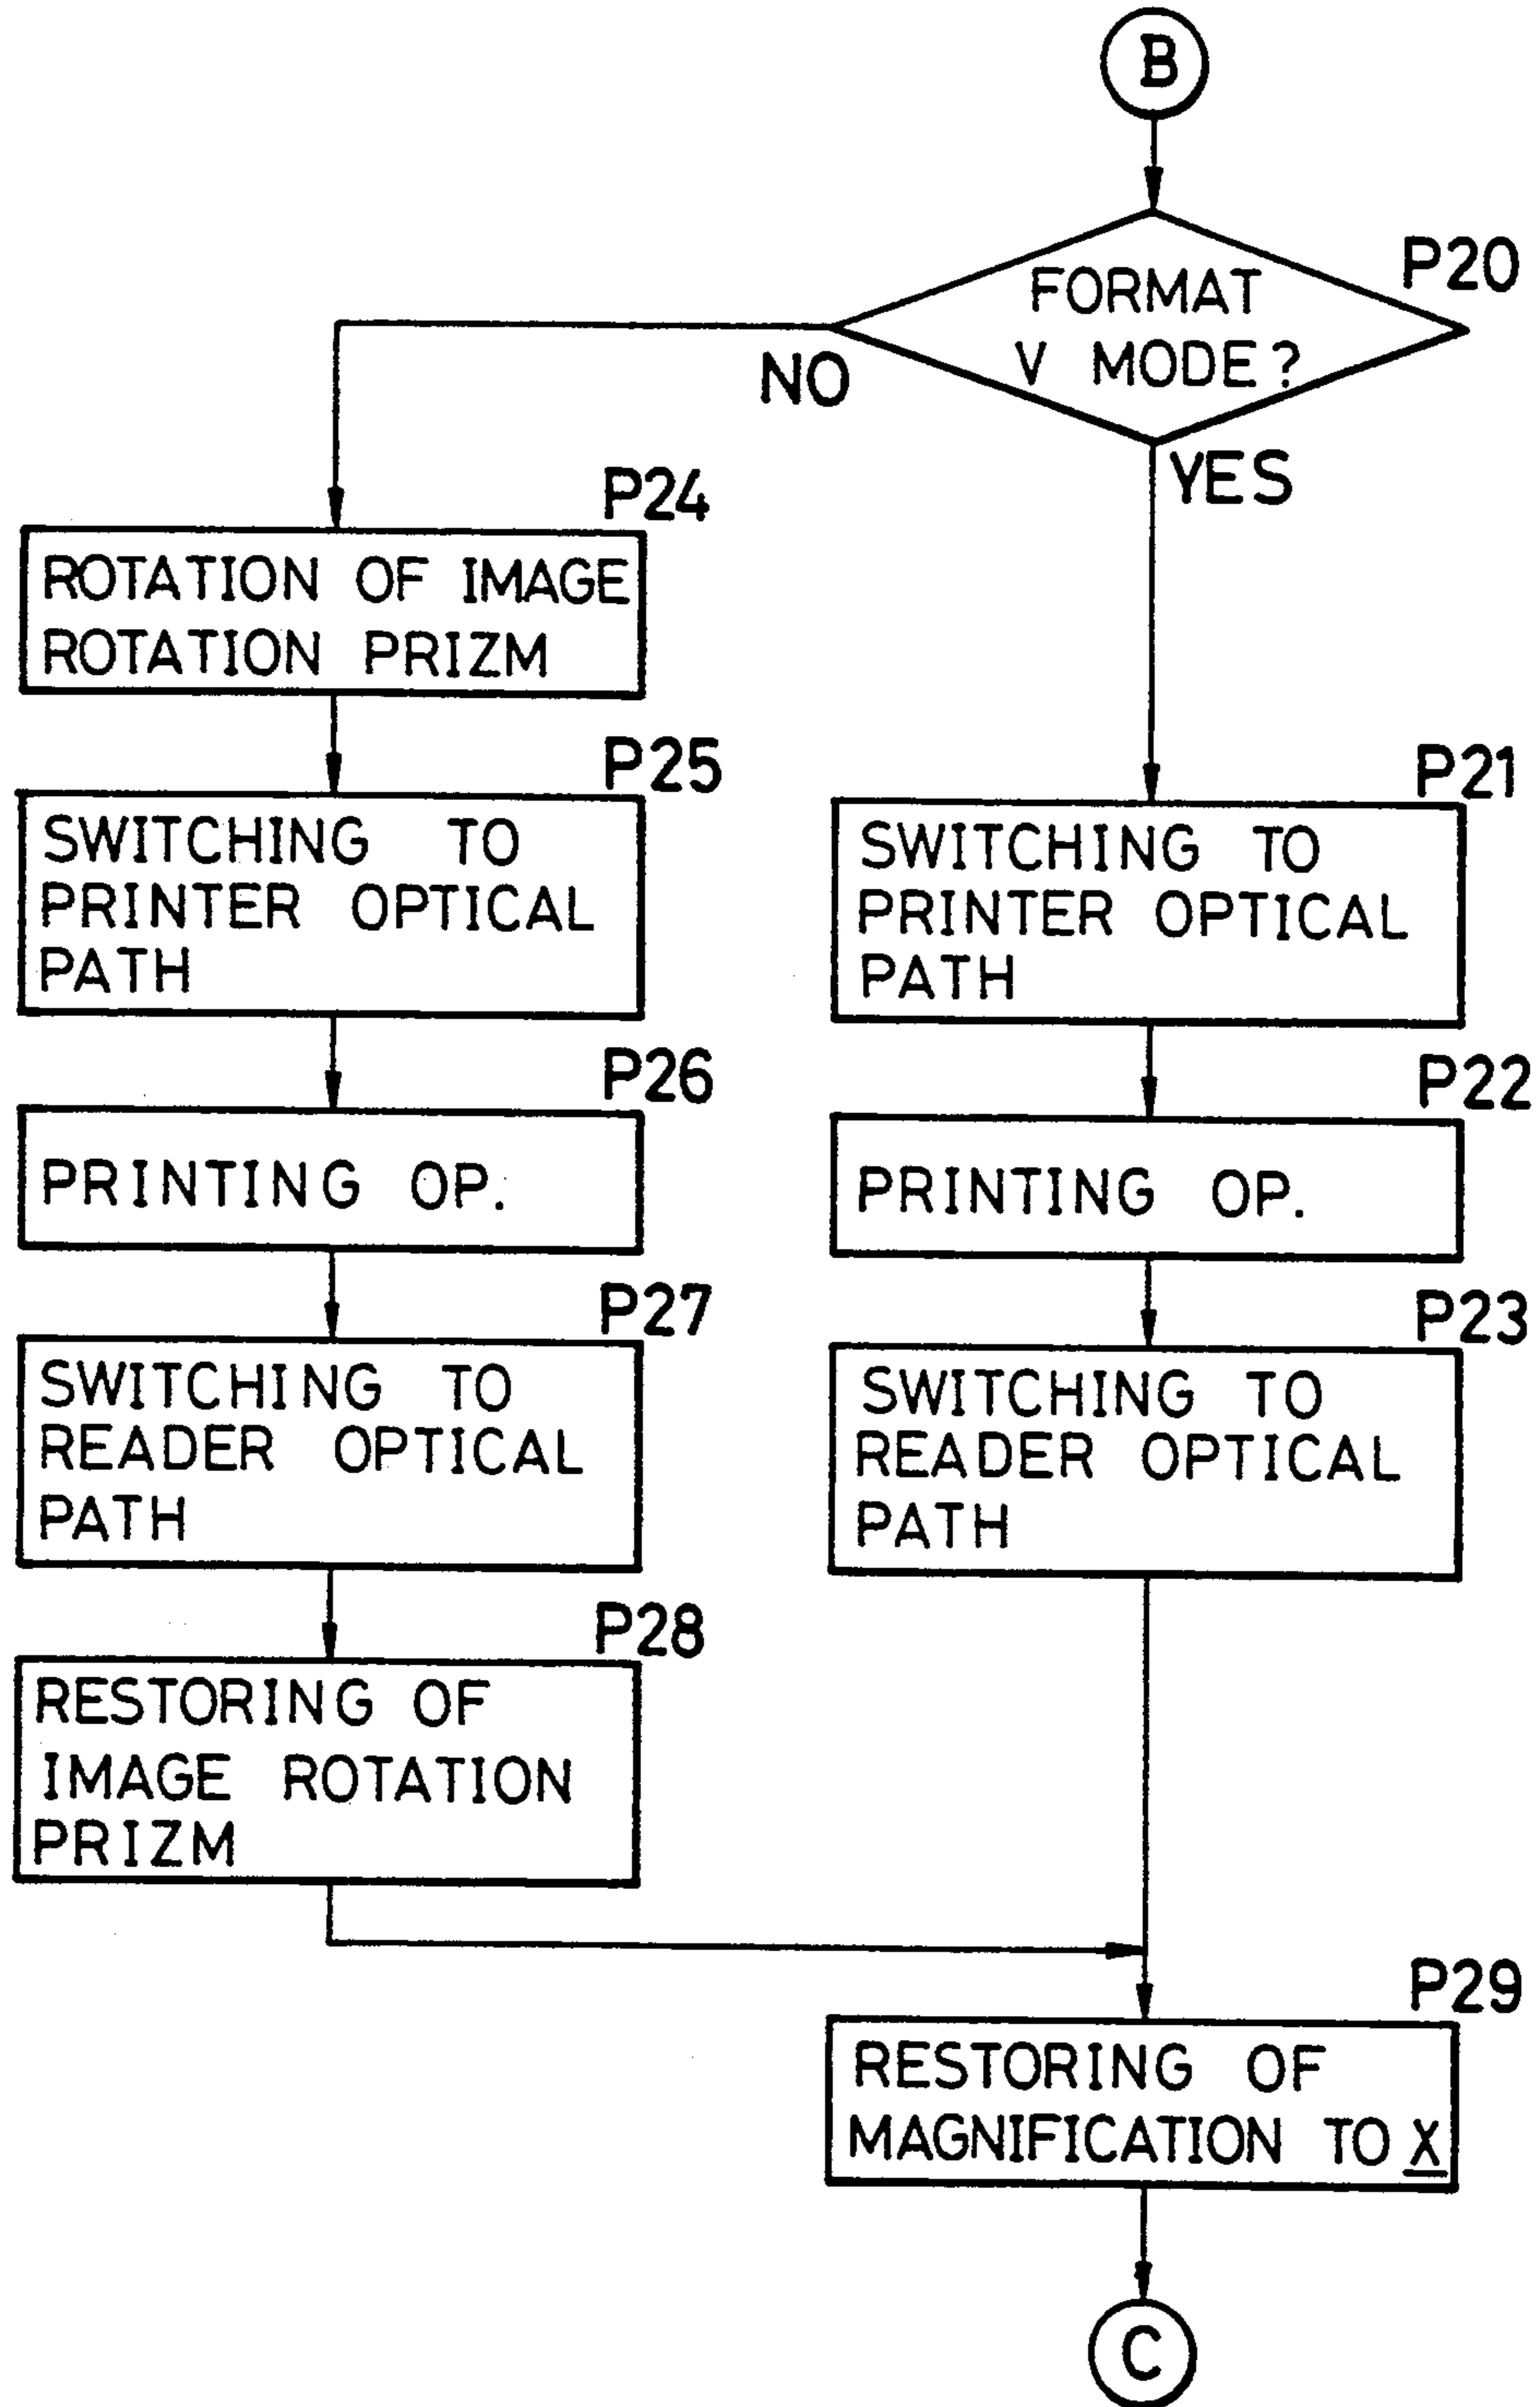 B
P20
FORMAT
V MODE?
NO
YES
P24
ROTATION OF IMAGE
ROTATION PRIZM
P25
SWITCHING TO
PRINTER OPTICAL
PATH
P26
PRINTING OP.
P27
SWITCHING TO
READER OPTICAL
PATH
P28
RESTORING OF
IMAGE ROTATION
PRIZM
P21
SWITCHING TO
PRINTER OPTICAL
PATH
P22
PRINTING OP.
P23
SWITCHING TO
READER OPTICAL
PATH
P29
RESTORING OF
MAGNIFICATION TO X
C